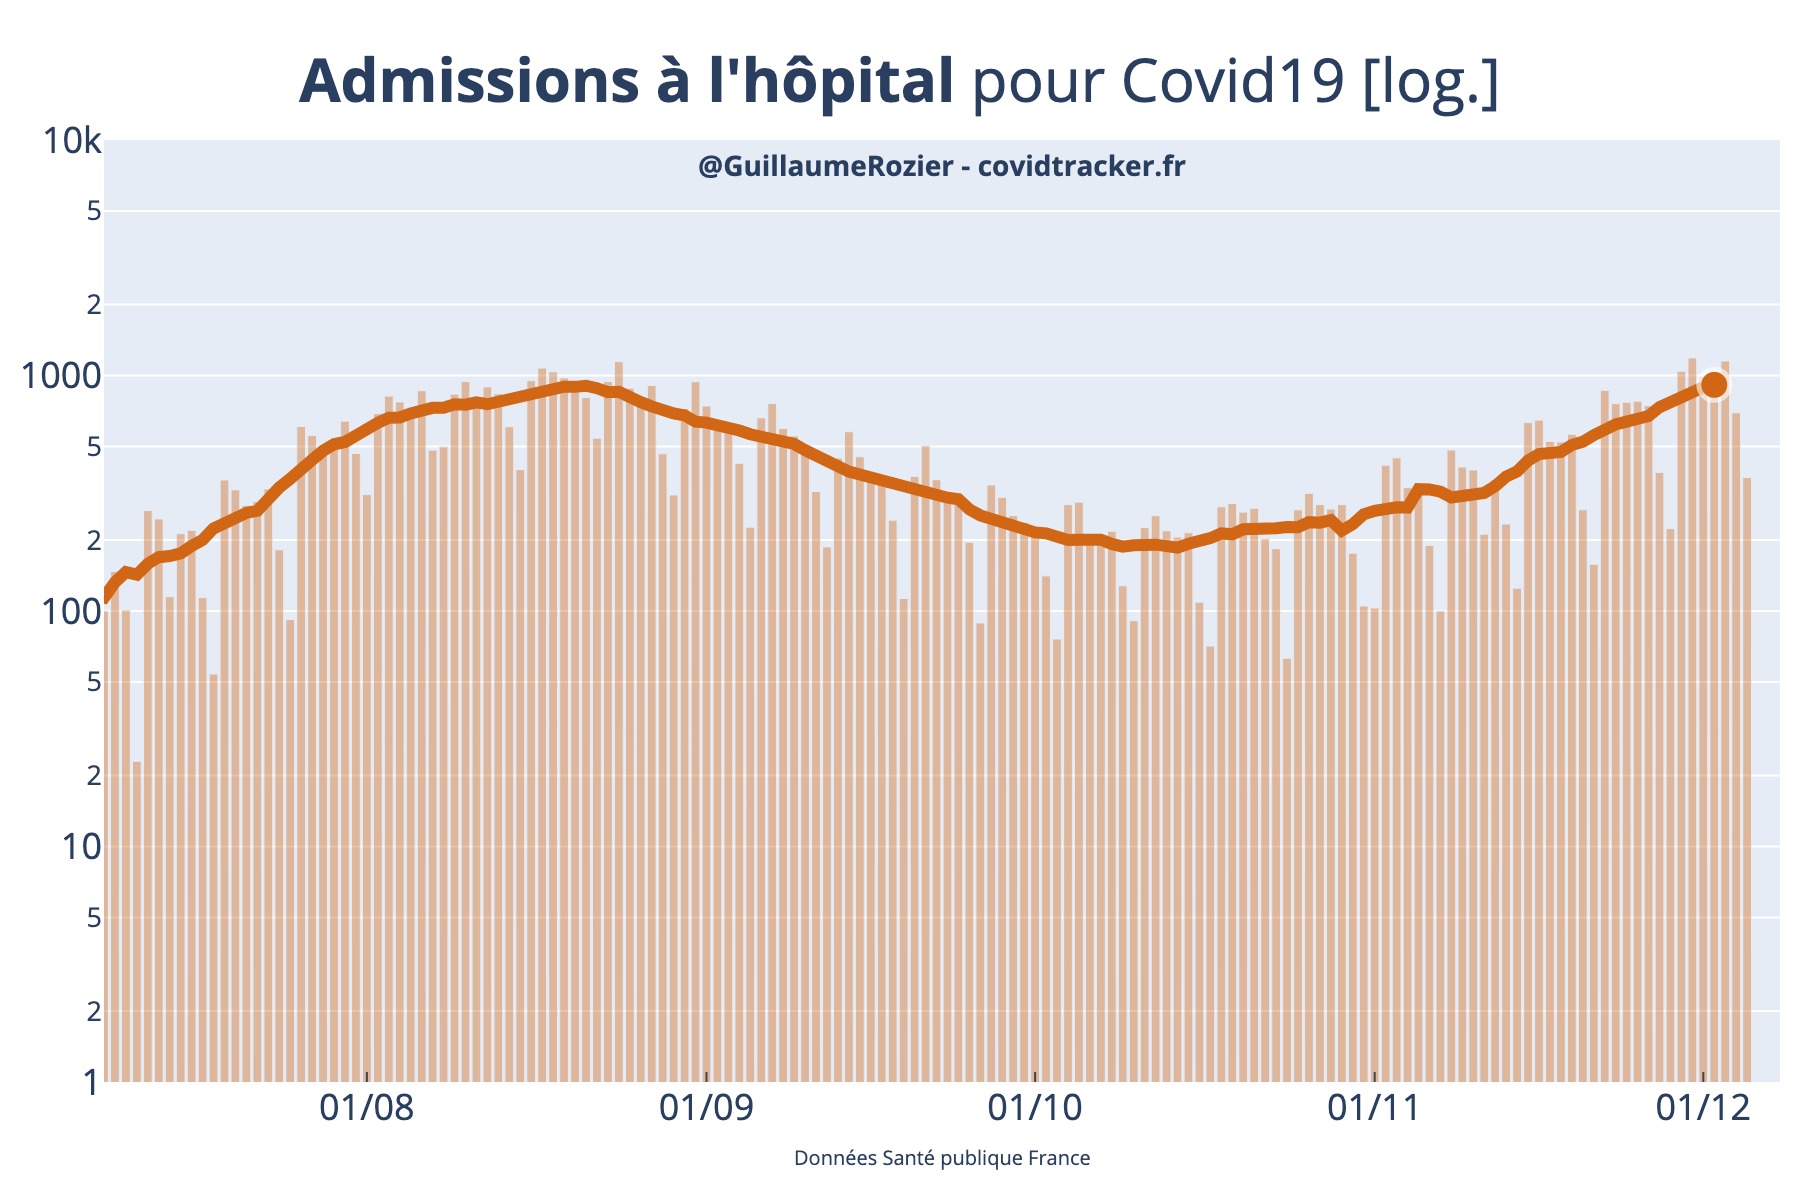 Admissions à l'hôpital pour Covid19 [log.]
@GuillaumeRozier - covidtracker.fr
10k
5
2
1000
5
2
100
5
2
10
5
2
1
01/08 01/09 01/10 01/11 01/12
Données Santé publique France